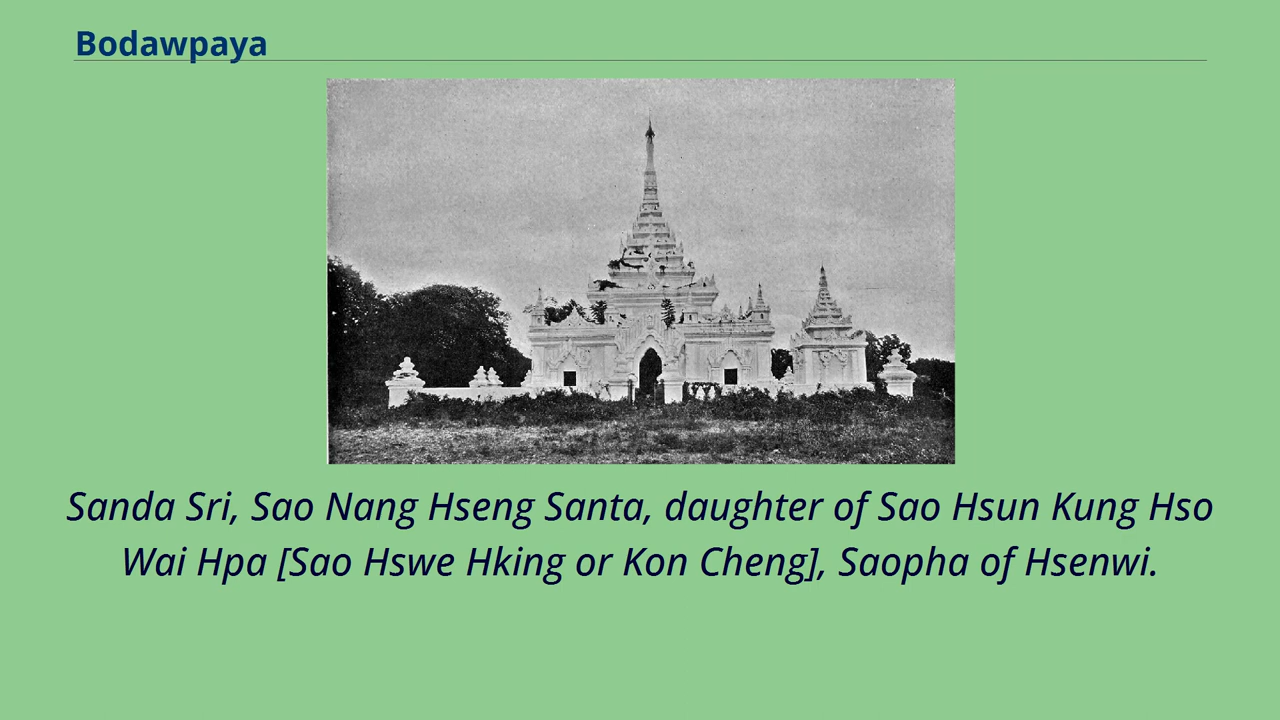 Bodawpaya
Sanda Sri, Sao Nang Hseng Santa, daughter of Sao Hsun Kung Hso
Wai Hpa [Sao Hswe Hking or Kon Cheng], Saopha of Hsenwi.